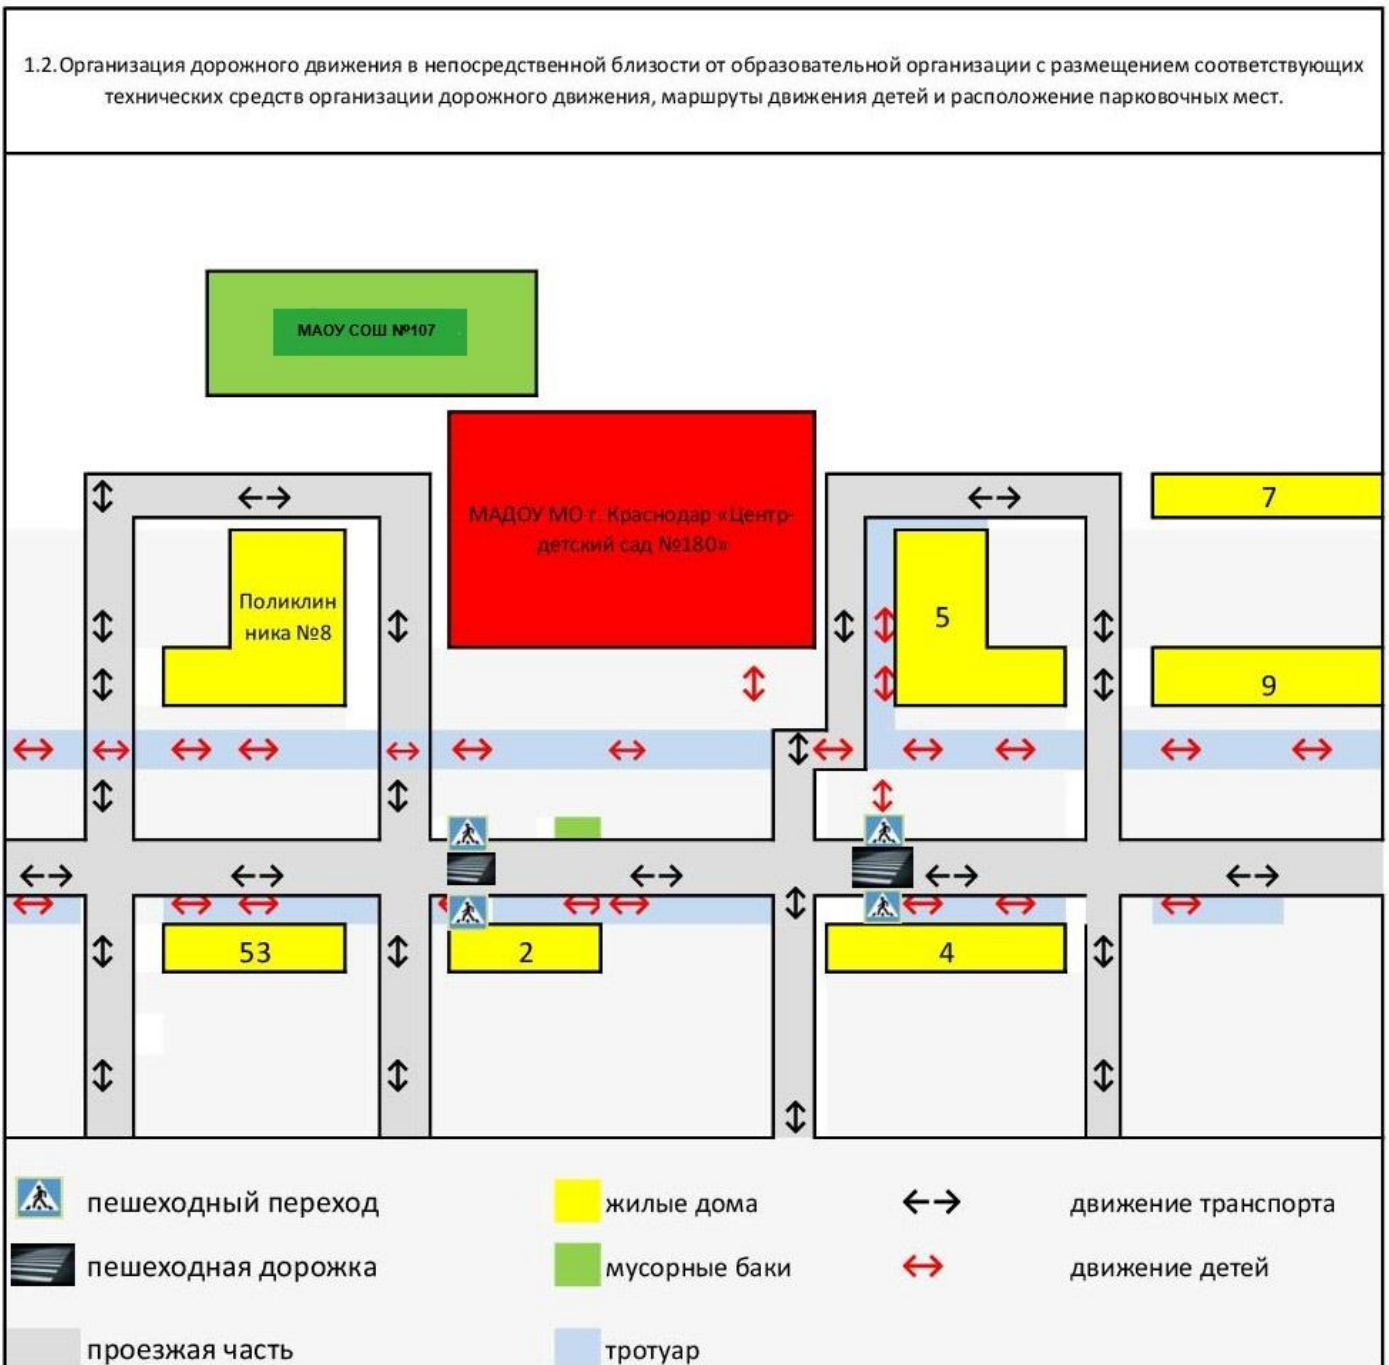 1.2.Организация дорожного движения в непосредственной близости от образовательной организации с размещением соответствующих
технических средств организации дорожного движения, маршруты движения детей и расположение парковочных мест.
МАОУ СОШ №107
МАДОУ МО г. Краснодар «Центр-
детский сад №180»
7
Поликлин
ника №8
5
9
53
2
4
пешеходный переход
жилые дома
движение транспорта
пешеходная дорожка
мусорные баки
движение детей
проезжая часть
тротуар